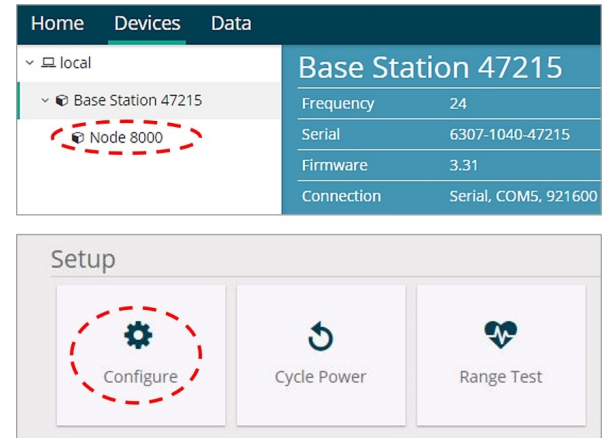 Home Devices Data
local
Base Station 47215
Node 8000
Base Station 47215
Frequency 24
Serial 6307-1040-47215
Firmware 3.31
Connection Serial, COM5, 921600
Setup
Configure Cycle Power Range Test